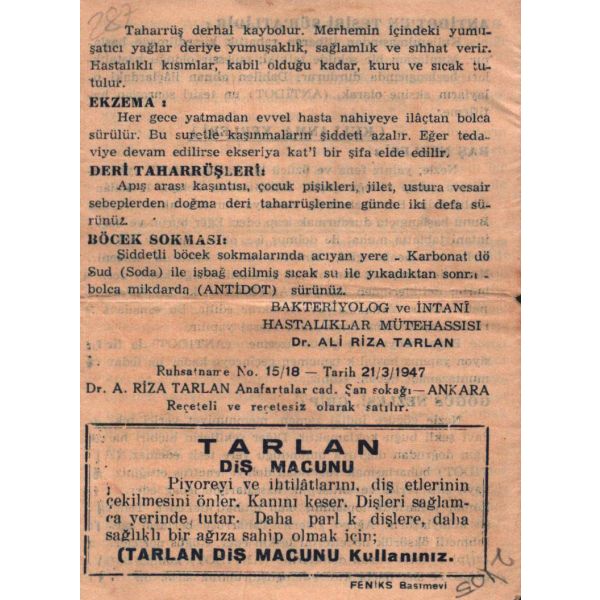 287
Taharrüş derhal kaybolur. Merhemin içindeki yumu-
şatıcı yağlar deriye yumuşaklık, sağlamlık ve sıhhat verir.
Hastalıklı kısımlar, kabil olduğu kadar, kuru ve sıcak tu-
tulur.
EKZEMA :
Her gece yatmadan evvel hasta nahiyeye ilâçtan bolca
sürülür. Bu suretle kaşınmaların şiddeti azalır. Eğer teda-
viye devam edilirse ekseriya kat'i bir şifa elde edilir.
DERİ TAHARRÜŞLERİ:
Apış arası kaşıntısı, çocuk pişikleri, jilet, ustura vesair
sebeplerden doğma deri taharrüşlerine günde iki defa sü-
rünüz.
BÖCEK SOKMASI:
Şiddetli böcek sokmalarında acıyan yere - Karbonat dö
Sud (Soda) ile işbağ edilmiş sıcak su ile yıkadıktan sonra -
bolca mikdarda (ANTİDOT) sürünüz.
BAKTERİYOLOG ve İNTANİ
HASTALIKLAR MÜTEHASSISI
Dr. ALİ RIZA TARLAN
Ruhsatname No. 15/18 — Tarih 21/3/1947
Dr. A. RIZA TARLAN Anafartalar cad. Şan sokağı — ANKARA
Reçeteli ve reçetesiz olarak satılır.
TARLAN
DİŞ MACUNU
Piyoreyi ve ihtilâtlarını, diş etlerinin
çekilmesini önler. Kanını keser. Dişleri sağlam-
ca yerinde tutar. Daha parl k dişlere, daha
sağlıklı bir ağıza sahip olmak için;
(TARLAN DİŞ MACUNU Kullanınız.
FENİKS Basımevi